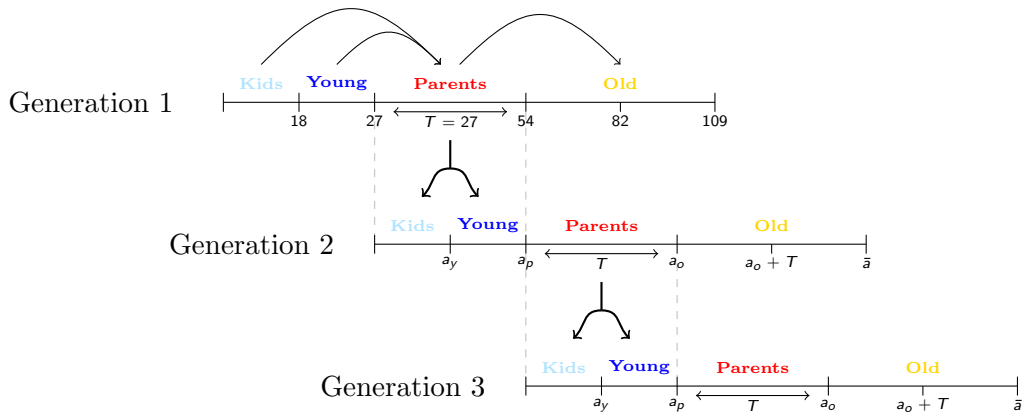 Kids Young Parents Old
Generation 1
T = 27
18 27 54 82 109
Kids Young Parents Old
Generation 2
T
a_y a_p a_o a_o + T ā
Kids Young Parents Old
Generation 3
T
a_y a_p a_o a_o + T ā